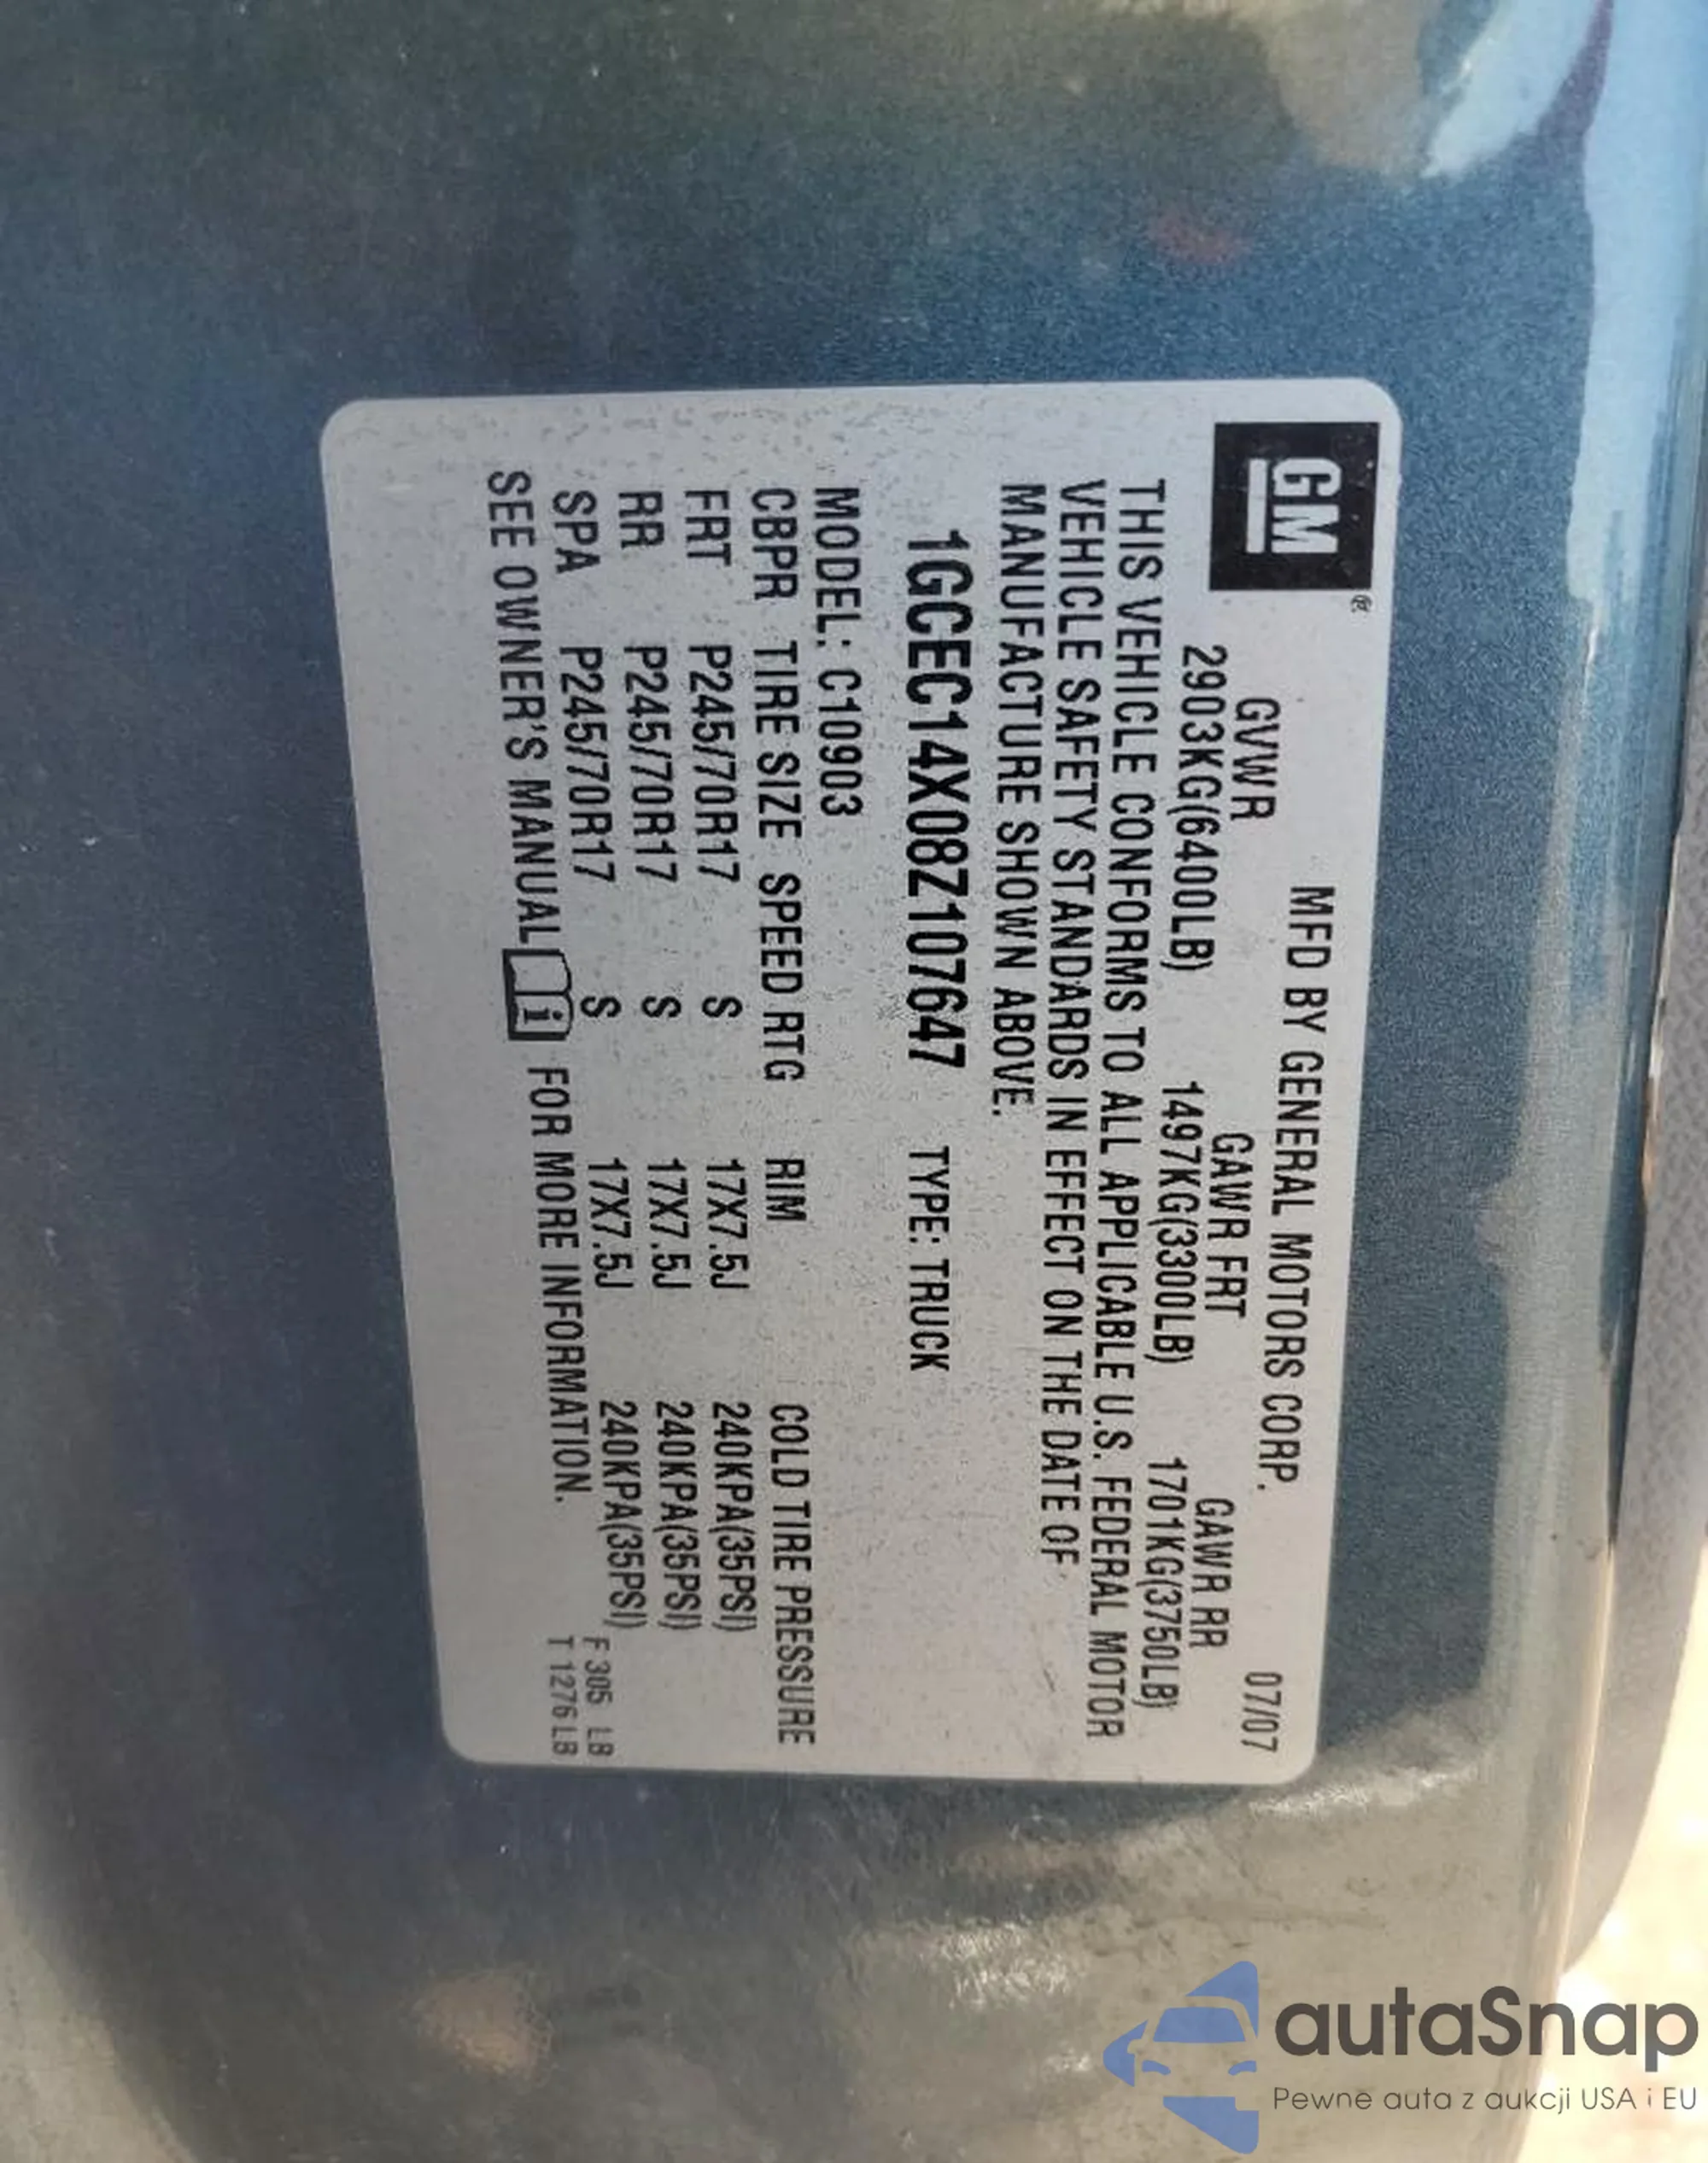 GM®
MFD BY GENERAL MOTORS CORP. 07/07
GVWR GAWR FRT GAWR RR
2903KG(6400LB) 1497KG(3300LB) 1701KG(3750LB)
THIS VEHICLE CONFORMS TO ALL APPLICABLE U.S. FEDERAL MOTOR
VEHICLE SAFETY STANDARDS IN EFFECT ON THE DATE OF
MANUFACTURE SHOWN ABOVE.
1GCEC14X08Z107647 TYPE: TRUCK
MODEL: C10903
CBPR TIRE SIZE SPEED RTG RIM COLD TIRE PRESSURE
FRT P245/70R17 S 17X7.5J 240KPA(35PSI)
RR P245/70R17 S 17X7.5J 240KPA(35PSI)
SPA P245/70R17 S 17X7.5J 240KPA(35PSI)
SEE OWNER'S MANUAL i FOR MORE INFORMATION.
F 305 LB
T 1276 LB
autaSnap
Pewne auta z aukcji USA i EU